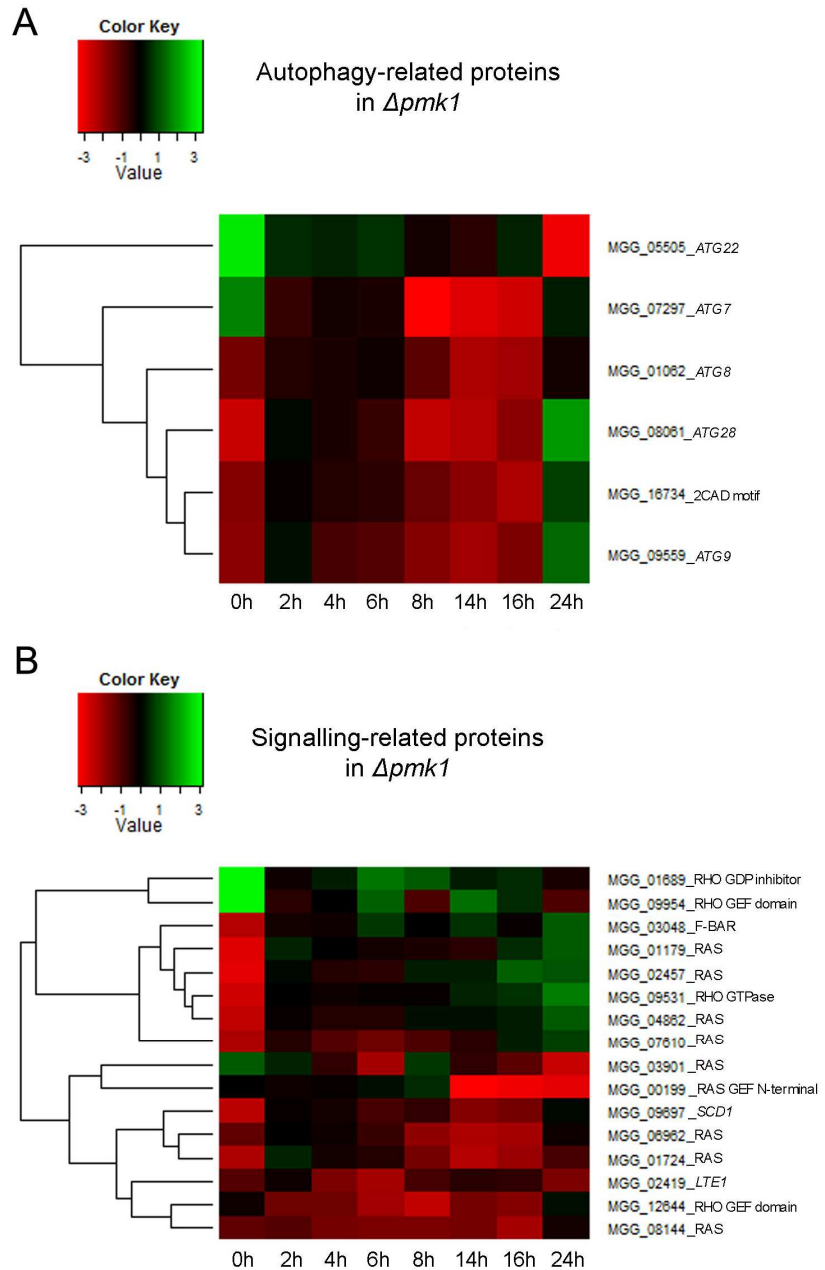 A
Color Key
-3 -1 1 3
Value
Autophagy-related proteins
in Δpmk1
MGG_05505_ATG22
MGG_07297_ATG7
MGG_01062_ATG8
MGG_08061_ATG28
MGG_16734_2CAD motif
MGG_09559_ATG9
0h 2h 4h 6h 8h 14h 16h 24h
B
Color Key
-3 -1 1 3
Value
Signalling-related proteins
in Δpmk1
MGG_01689_RHO GDP inhibitor
MGG_09954_RHO GEF domain
MGG_03048_F-BAR
MGG_01179_RAS
MGG_02457_RAS
MGG_09531_RHO GTPase
MGG_04862_RAS
MGG_07610_RAS
MGG_03901_RAS
MGG_00199_RAS GEF N-terminal
MGG_09697_SCD1
MGG_06962_RAS
MGG_01724_RAS
MGG_02419_LTE1
MGG_12644_RHO GEF domain
MGG_08144_RAS
0h 2h 4h 6h 8h 14h 16h 24h